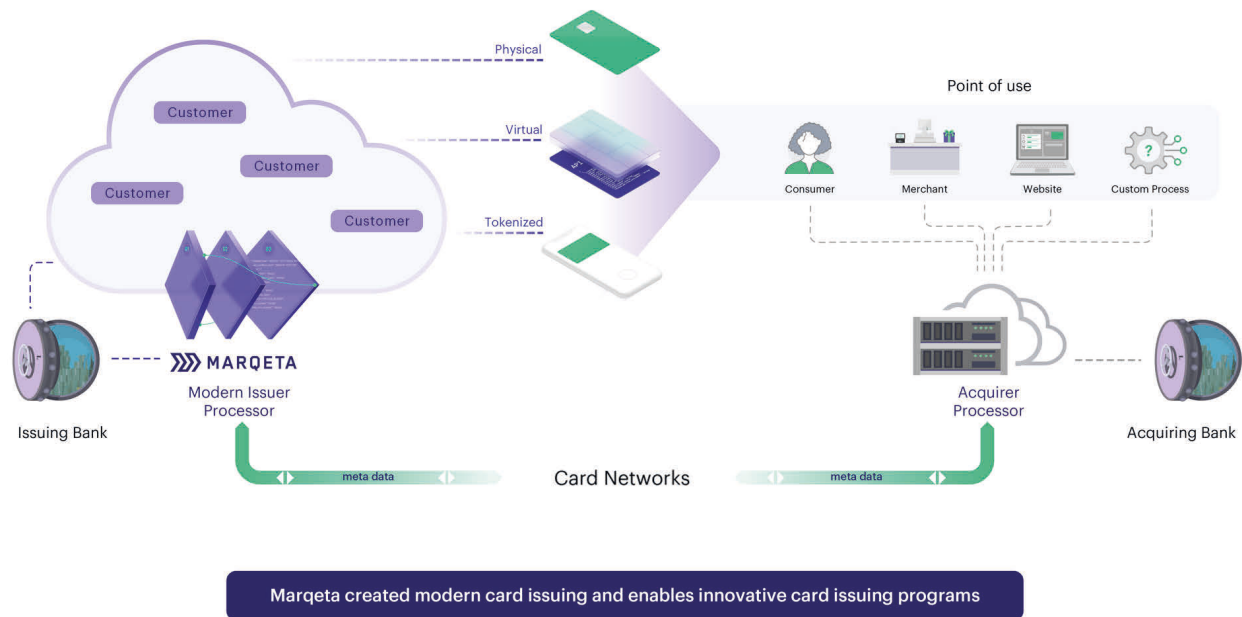 Physical
Point of use
Customer
Virtual
Customer
Customer
Consumer
Merchant
Website
Custom Process
Customer
Tokenized
MARQETA
Modern Issuer
Processor
Acquirer
Processor
Issuing Bank
Acquiring Bank
meta data
Card Networks
meta data
Marqeta created modern card issuing and enables innovative card issuing programs